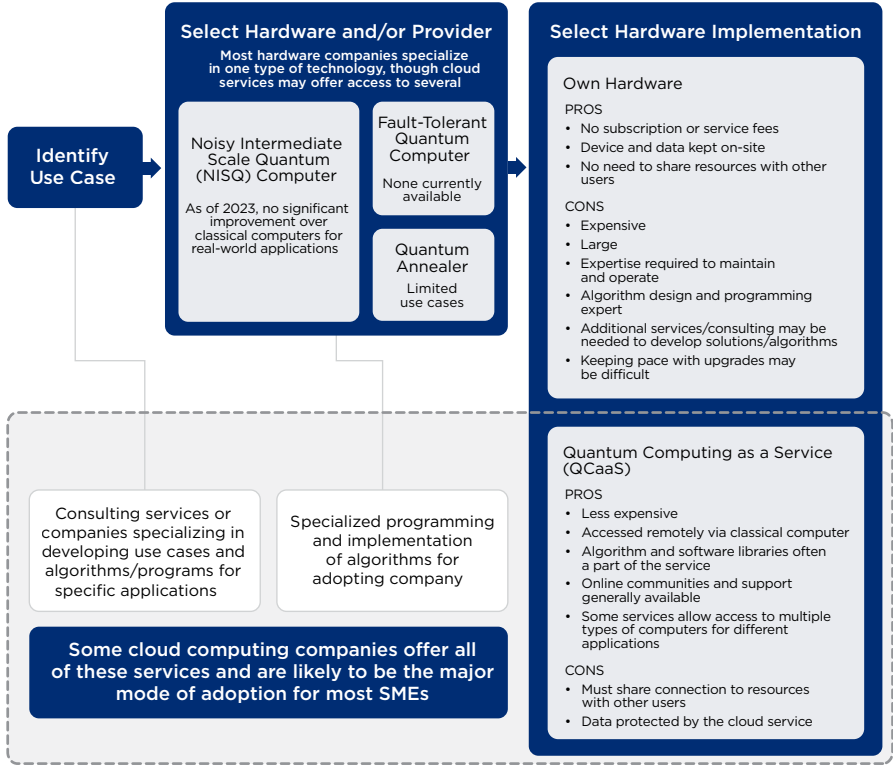 Identify
Use Case
Select Hardware and/or Provider
Most hardware companies specialize
in one type of technology, though cloud
services may offer access to several
Noisy Intermediate
Scale Quantum
(NISQ) Computer
As of 2023, no significant
improvement over
classical computers for
real-world applications
Fault-Tolerant
Quantum
Computer
None currently
available
Quantum
Annealer
Limited
use cases
Select Hardware Implementation
Own Hardware
PROS
• No subscription or service fees
• Device and data kept on-site
• No need to share resources with other
users
CONS
• Expensive
• Large
• Expertise required to maintain
and operate
• Algorithm design and programming
expert
• Additional services/consulting may be
needed to develop solutions/algorithms
• Keeping pace with upgrades may
be difficult
Quantum Computing as a Service
(QCaaS)
PROS
• Less expensive
• Accessed remotely via classical computer
• Algorithm and software libraries often
a part of the service
• Online communities and support
generally available
• Some services allow access to multiple
types of computers for different
applications
CONS
• Must share connection to resources
with other users
• Data protected by the cloud service
Consulting services or
companies specializing in
developing use cases and
algorithms/programs for
specific applications
Specialized programming
and implementation
of algorithms for
adopting company
Some cloud computing companies offer all
of these services and are likely to be the major
mode of adoption for most SMEs